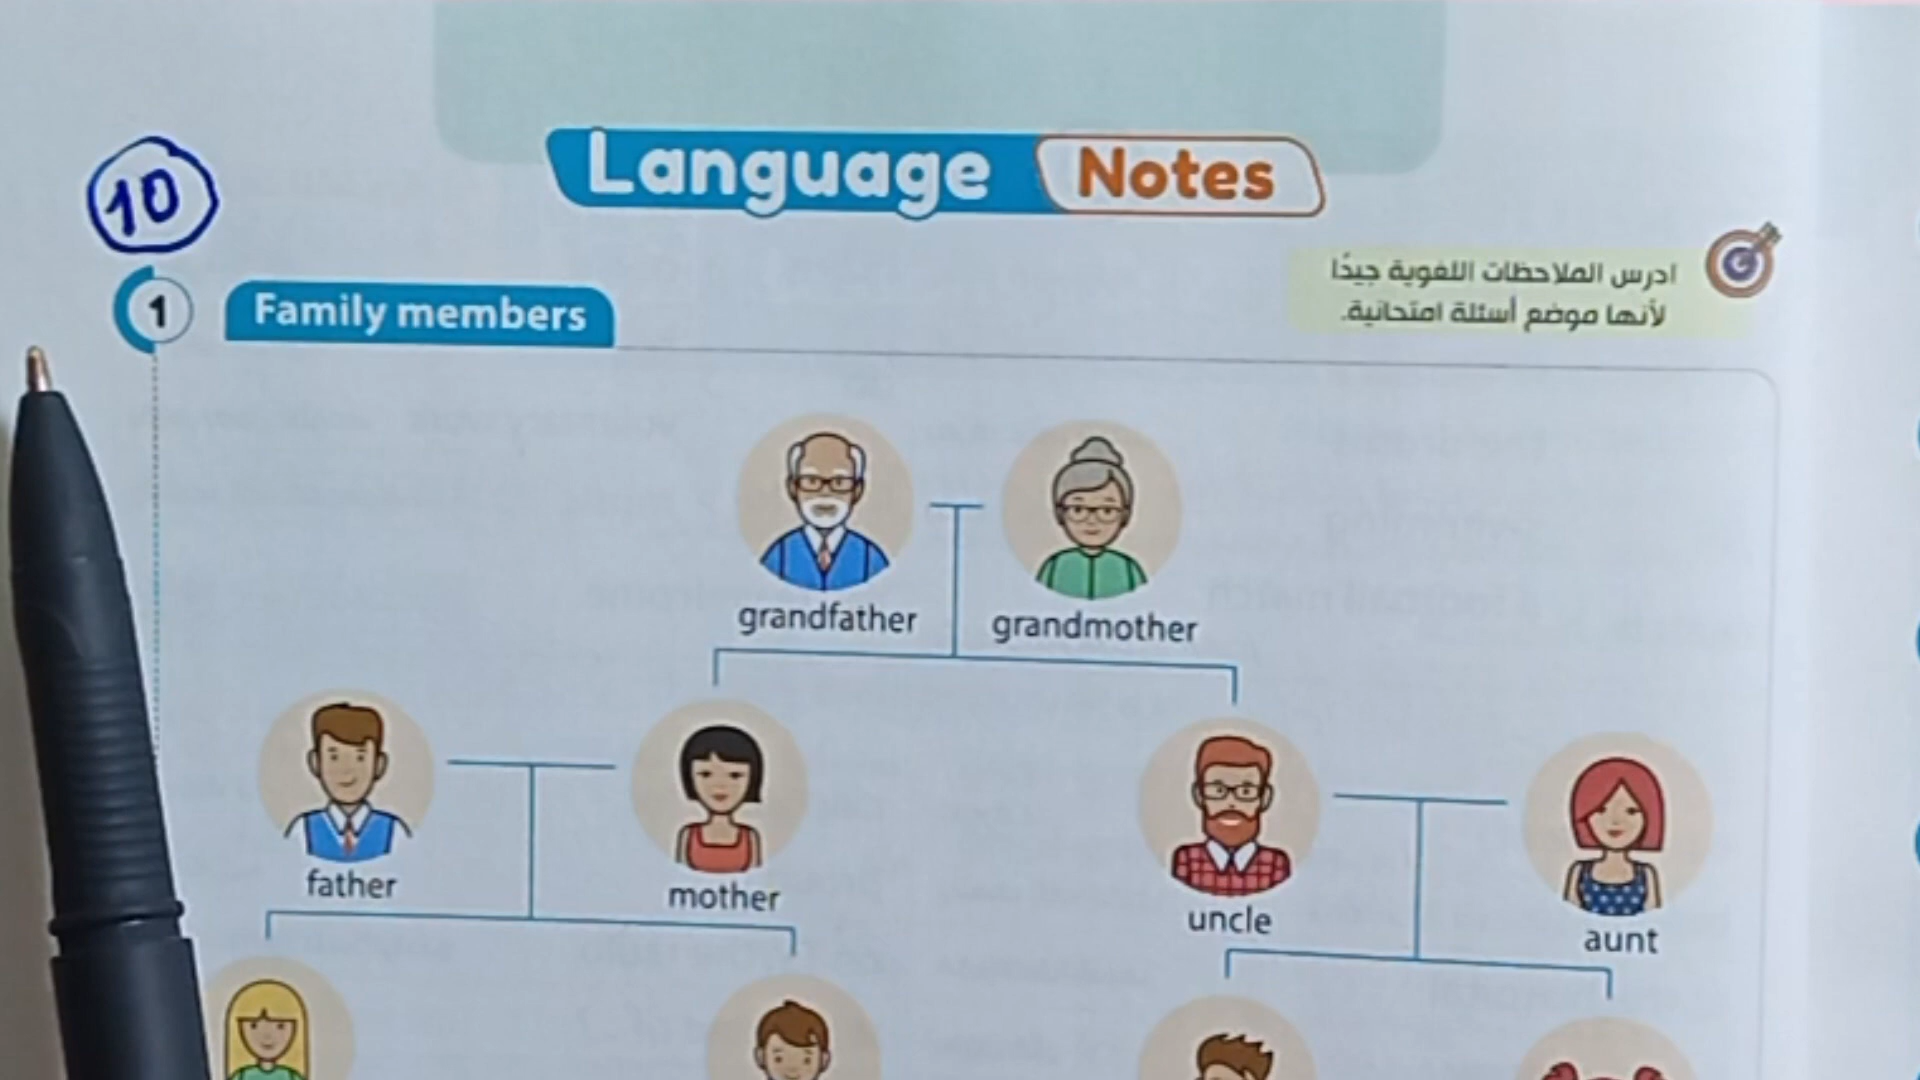 Language Notes
10
ادرس الملاحظات اللغوية جيدًا
لأنها موضع أسئلة امتحانية.
1 Family members
grandfather grandmother
father mother uncle aunt